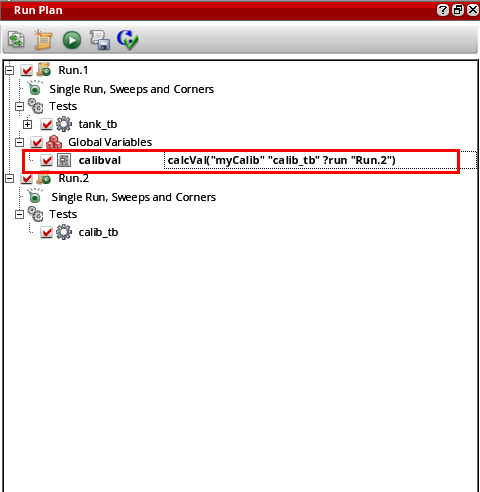 Run Plan
Run.1
Single Run, Sweeps and Corners
Tests
tank_tb
Global Variables
calibval calcVal("myCalib" "calib_tb" ?run "Run.2")
Run.2
Single Run, Sweeps and Corners
Tests
calib_tb